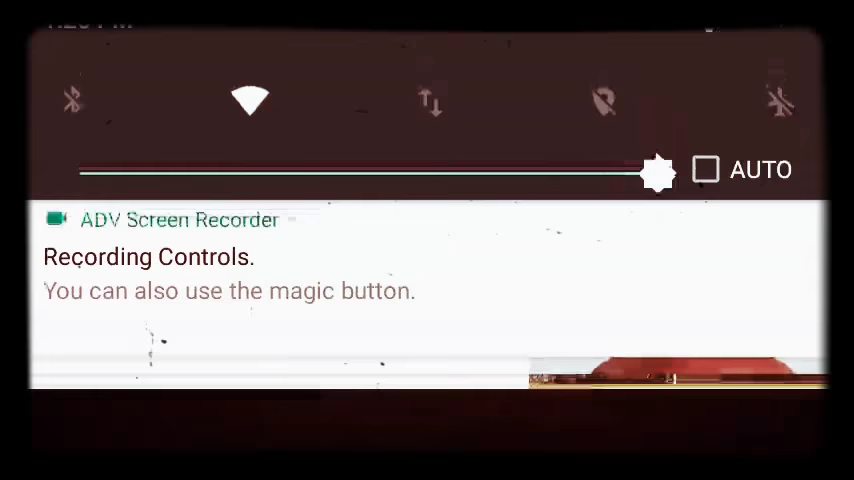 AUTO
ADV Screen Recorder
Recording Controls.
You can also use the magic button.